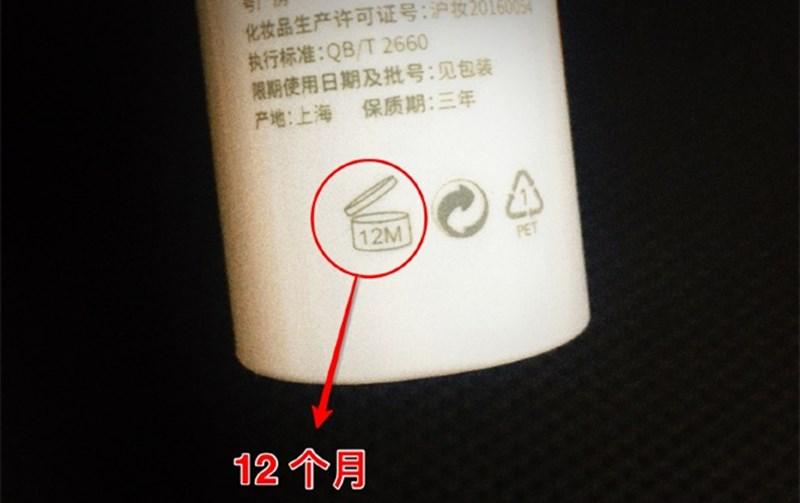 化妆品生产许可证号：沪妆20160054
执行标准：QB/T 2660
限期使用日期及批号：见包装
产地：上海 保质期：三年
12M
1
PET
12 个月